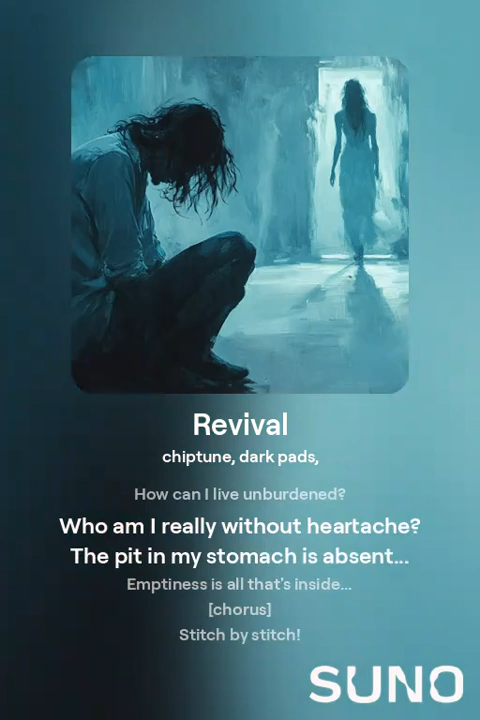 Revival
chiptune, dark pads,
How can I live unburdened?
Who am I really without heartache?
The pit in my stomach is absent...
Emptiness is all that's inside...
[chorus]
Stitch by stitch!
SUNO